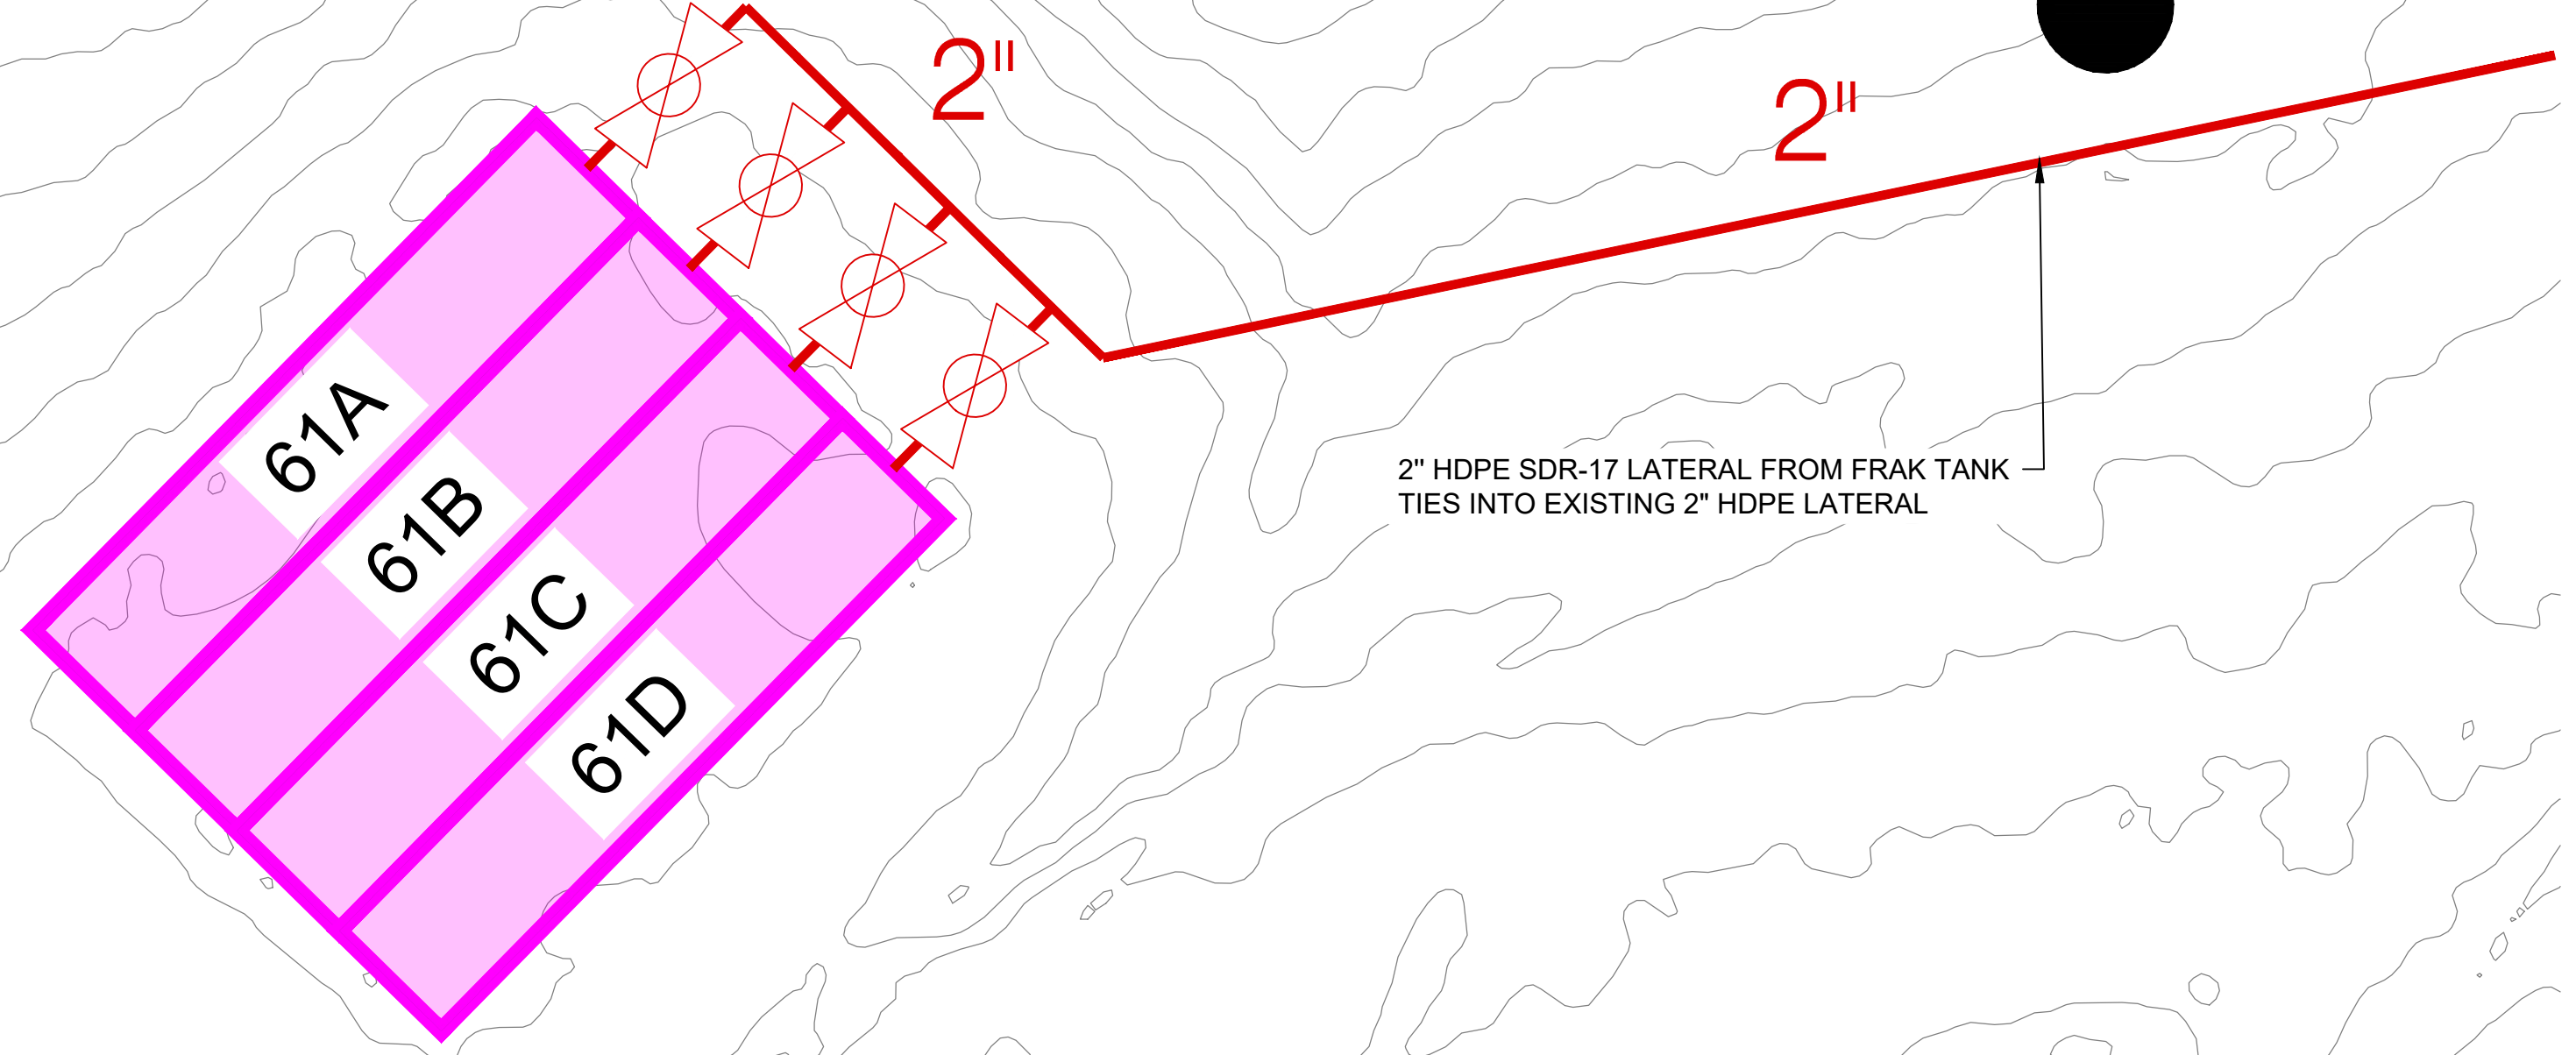 2"
2"
61A
61B
61C
61D
2" HDPE SDR-17 LATERAL FROM FRAK TANK
TIES INTO EXISTING 2" HDPE LATERAL